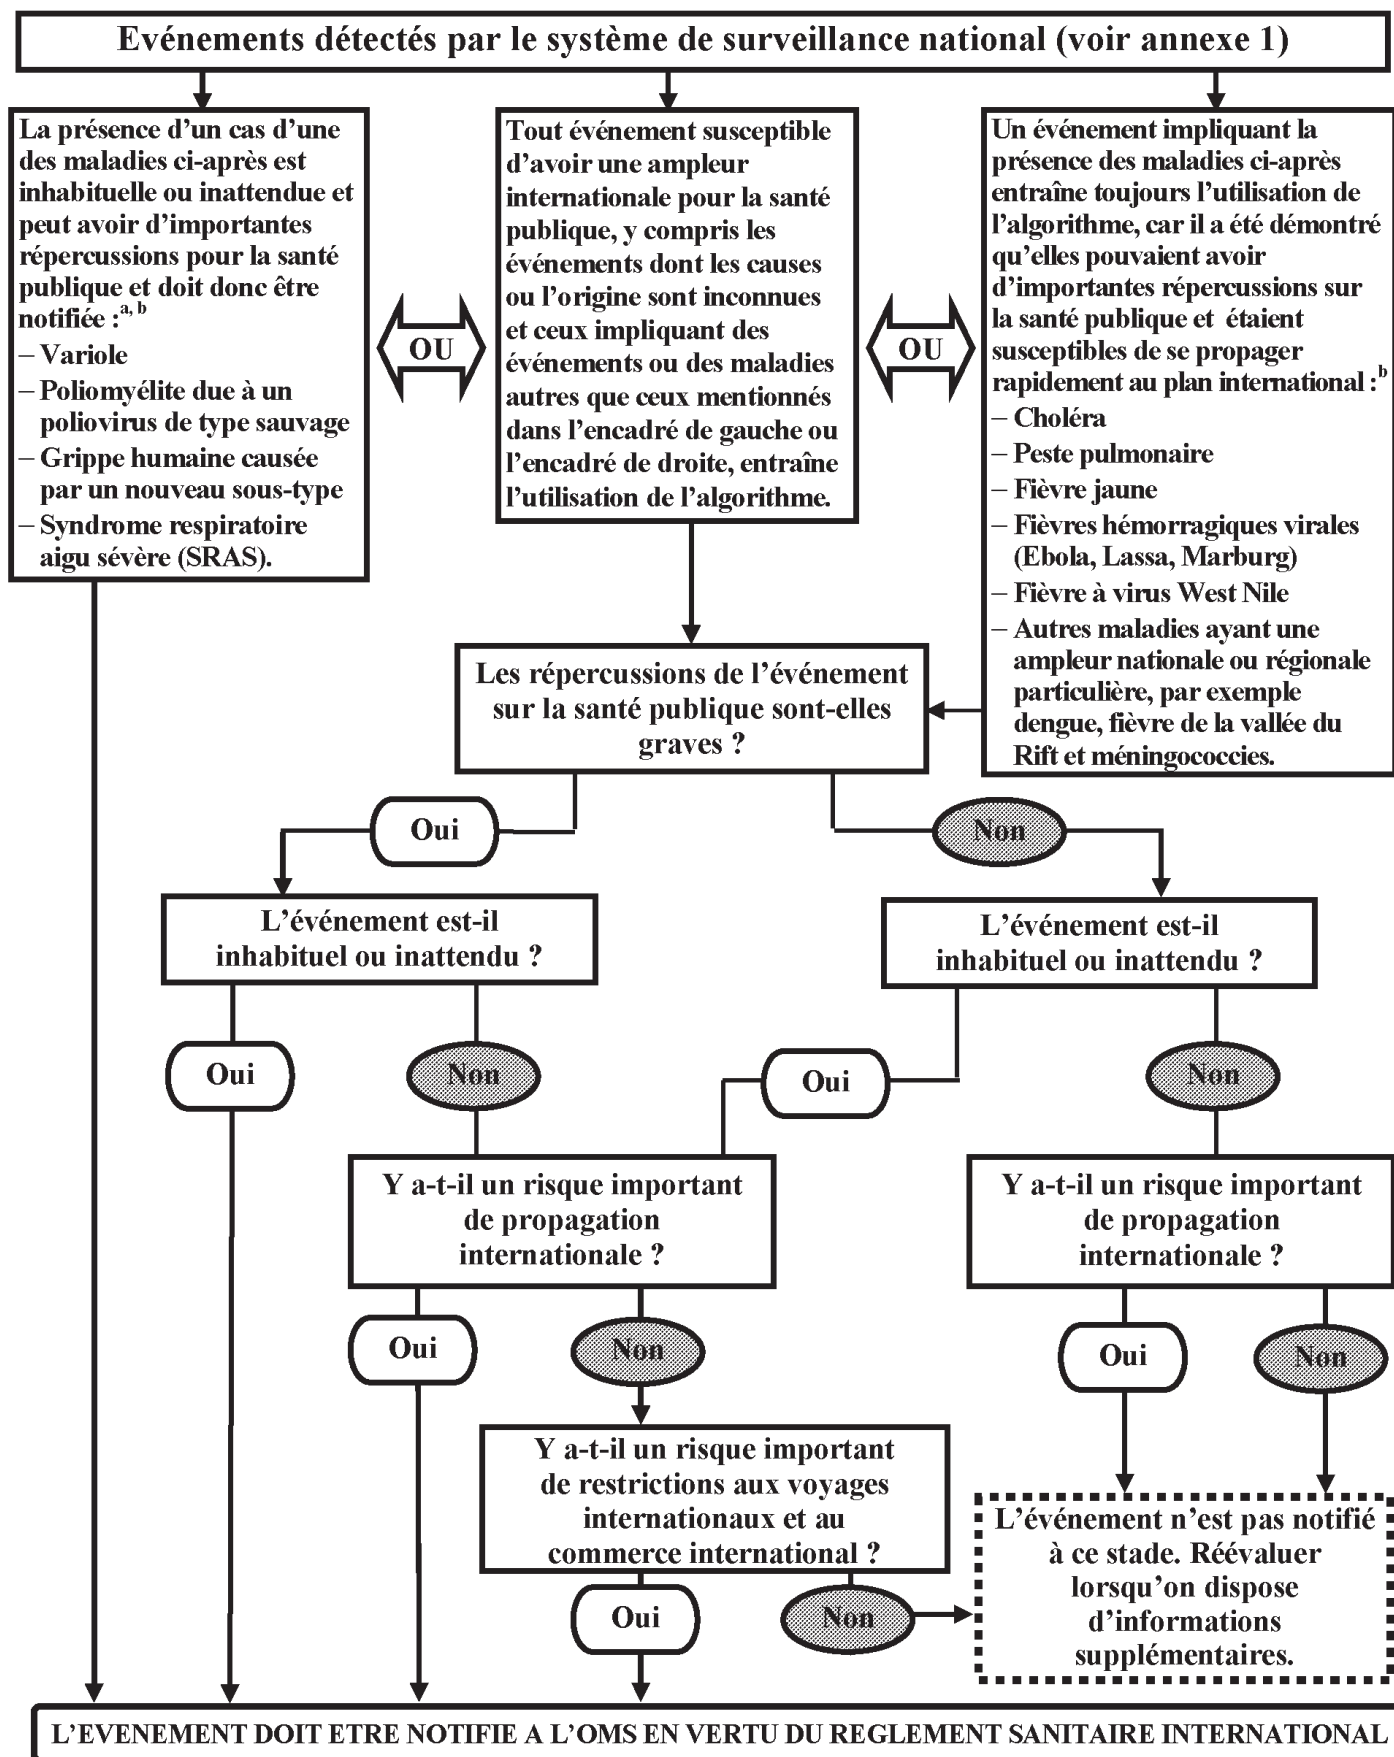 Evénements détectés par le système de surveillance national (voir annexe 1)
La présence d'un cas d'une
des maladies ci-après est
inhabituelle ou inattendue et
peut avoir d'importantes
répercussions pour la santé
publique et doit donc être
notifiée :a, b
– Variole
– Poliomyélite due à un
poliovirus de type sauvage
– Grippe humaine causée
par un nouveau sous-type
– Syndrome respiratoire
aigu sévère (SRAS).
OU
Tout événement susceptible
d'avoir une ampleur
internationale pour la santé
publique, y compris les
événements dont les causes
ou l'origine sont inconnues
et ceux impliquant des
événements ou des maladies
autres que ceux mentionnés
dans l'encadré de gauche ou
l'encadré de droite, entraîne
l'utilisation de l'algorithme.
OU
Un événement impliquant la
présence des maladies ci-après
entraîne toujours l'utilisation de
l'algorithme, car il a été démontré
qu'elles pouvaient avoir
d'importantes répercussions sur
la santé publique et étaient
susceptibles de se propager
rapidement au plan international :b
– Choléra
– Peste pulmonaire
– Fièvre jaune
– Fièvres hémorragiques virales
(Ebola, Lassa, Marburg)
– Fièvre à virus West Nile
– Autres maladies ayant une
ampleur nationale ou régionale
particulière, par exemple
dengue, fièvre de la vallée du
Rift et méningococcies.
Les répercussions de l'événement
sur la santé publique sont-elles
graves ?
Oui
Non
L'événement est-il
inhabituel ou inattendu ?
L'événement est-il
inhabituel ou inattendu ?
Oui
Non
Oui
Non
Y a-t-il un risque important
de propagation
internationale ?
Y a-t-il un risque important
de propagation
internationale ?
Oui
Non
Oui
Non
Y a-t-il un risque important
de restrictions aux voyages
internationaux et au
commerce international ?
L'événement n'est pas notifié
à ce stade. Réévaluer
lorsqu'on dispose
d'informations
supplémentaires.
Oui
Non
L'EVENEMENT DOIT ETRE NOTIFIE A L'OMS EN VERTU DU REGLEMENT SANITAIRE INTERNATIONAL